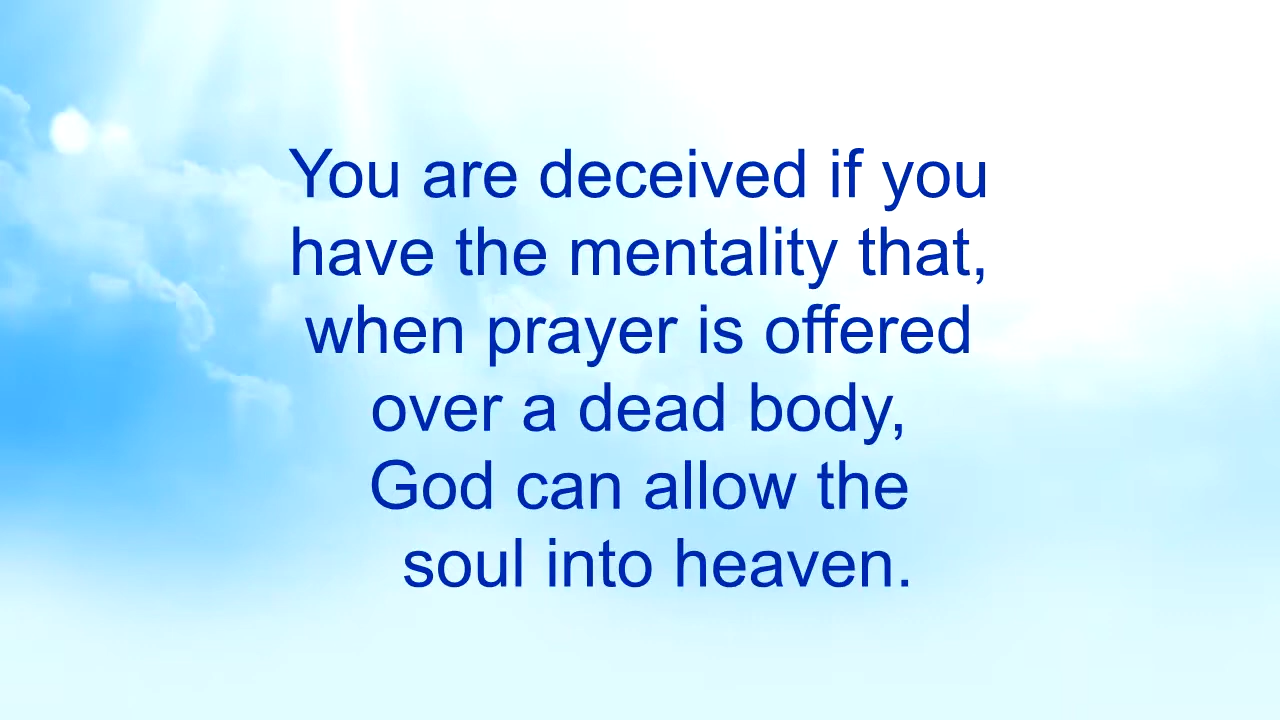 You are deceived if you
have the mentality that,
when prayer is offered
over a dead body,
God can allow the
soul into heaven.